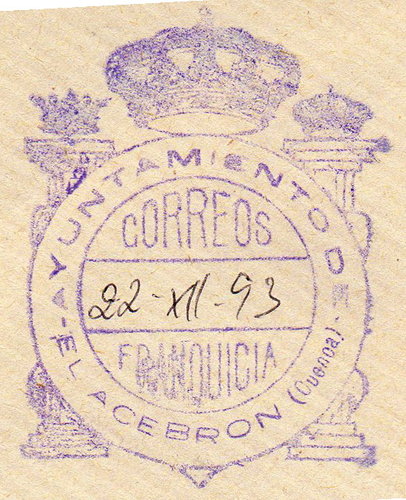 AYUNTAMIENTO DE
CORREOS
22-XII-93
FRANQUICIA
EL ACEBRON (Cuenca)